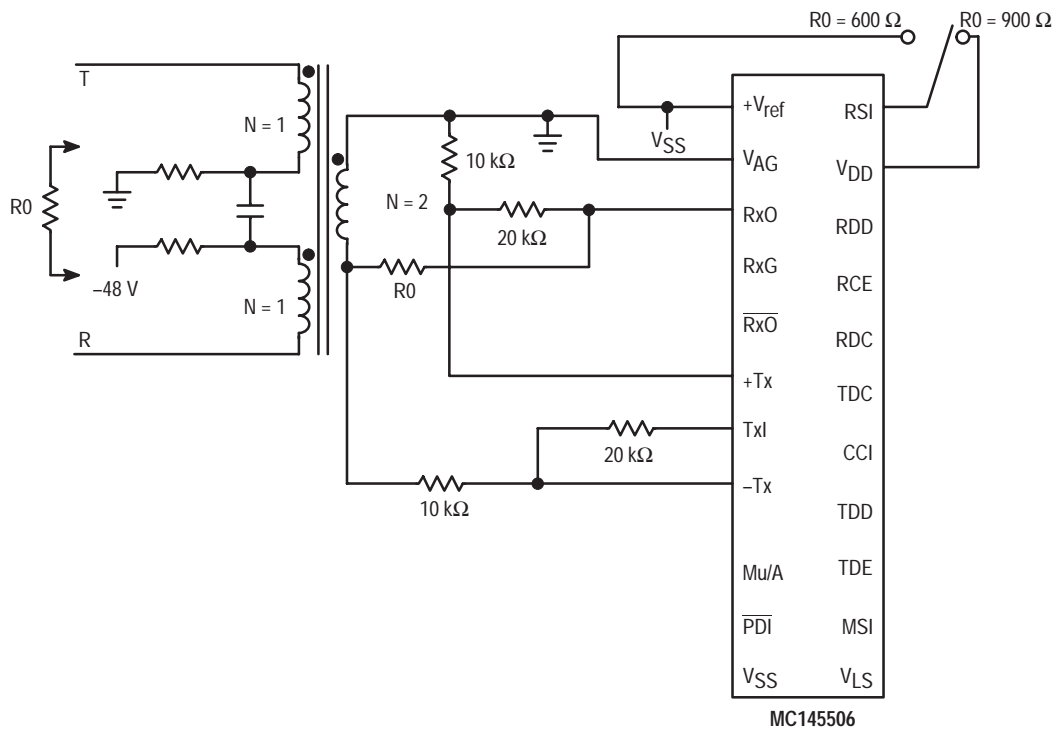 R0 = 600 Ω
R0 = 900 Ω
T
N = 1
R0
–48 V
N = 1
R
N = 2
10 kΩ
20 kΩ
R0
VSS
20 kΩ
10 kΩ
+Vref
VAG
RxO
RxG
RxO
+Tx
TxI
–Tx
Mu/A
PDI
VSS
RSI
VDD
RDD
RCE
RDC
TDC
CCI
TDD
TDE
MSI
VLS
MC145506